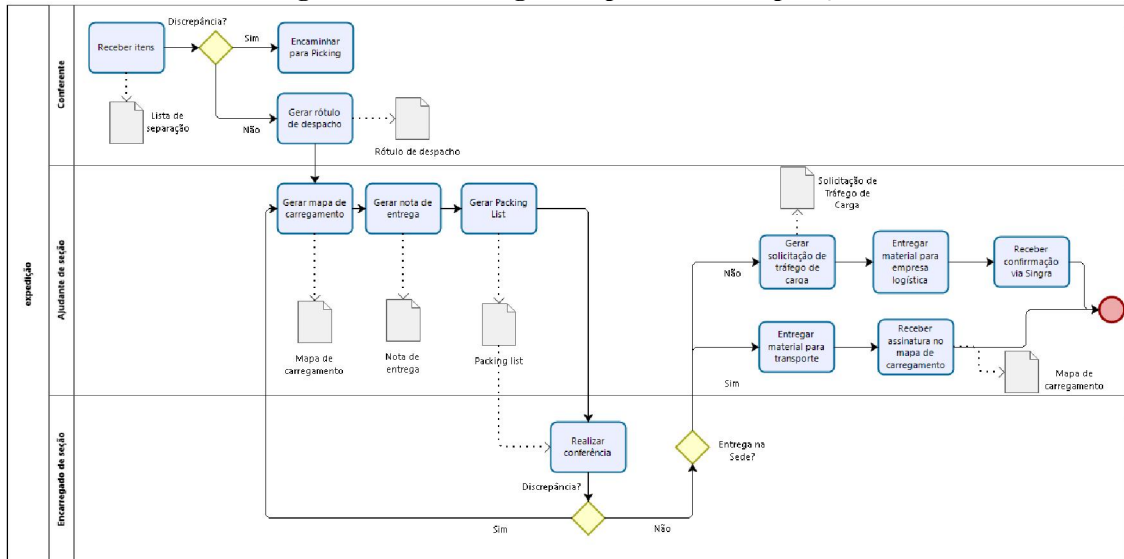 expedição
Conferente
Discrepância?
Receber itens
Sim
Encaminhar
para Picking
Lista de
separação
Não
Gerar rótulo
de despacho
Rótulo de despacho
Ajudante de seção
Gerar mapa de
carregamento
Gerar nota de
entrega
Gerar Packing
List
Mapa de
carregamento
Nota de
entrega
Packing list
Solicitação de
Tráfego de
Carga
Não
Gerar
solicitação de
tráfego de
carga
Entregar
material para
empresa
logística
Receber
confirrmação
via Singra
Sim
Entregar
material para
transporte
Receber
assinatura no
mapa de
carregamento
Mapa de
carregamento
Encarregado de seção
Realizar
conferência
Discrepância?
Sim
Não
Entrega na
Sede?